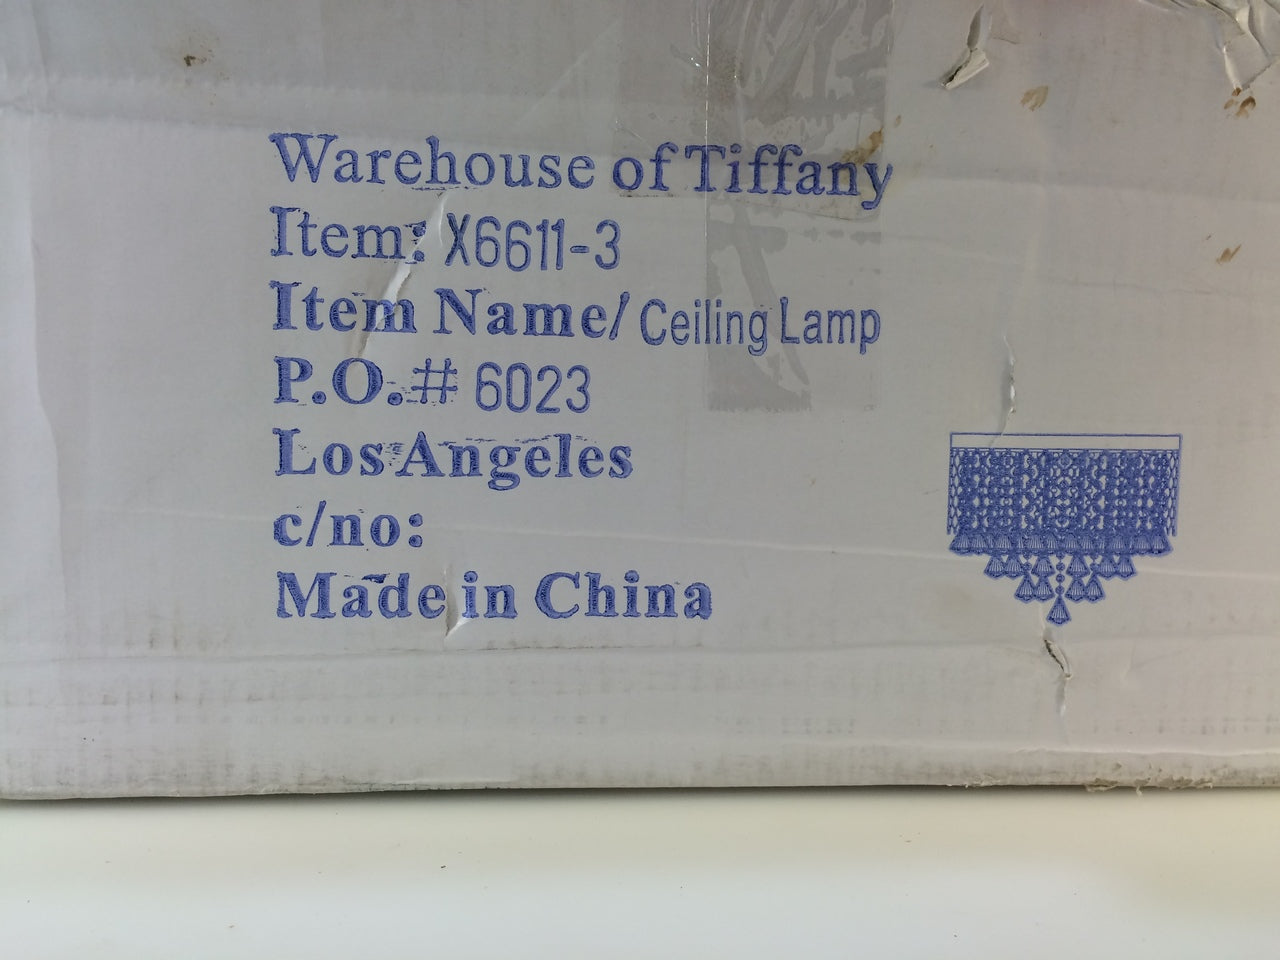 Warehouse of Tiffany
Item: X6611-3
Item Name/ Ceiling Lamp
P.O.# 6023
Los Angeles
c/no:
Made in China